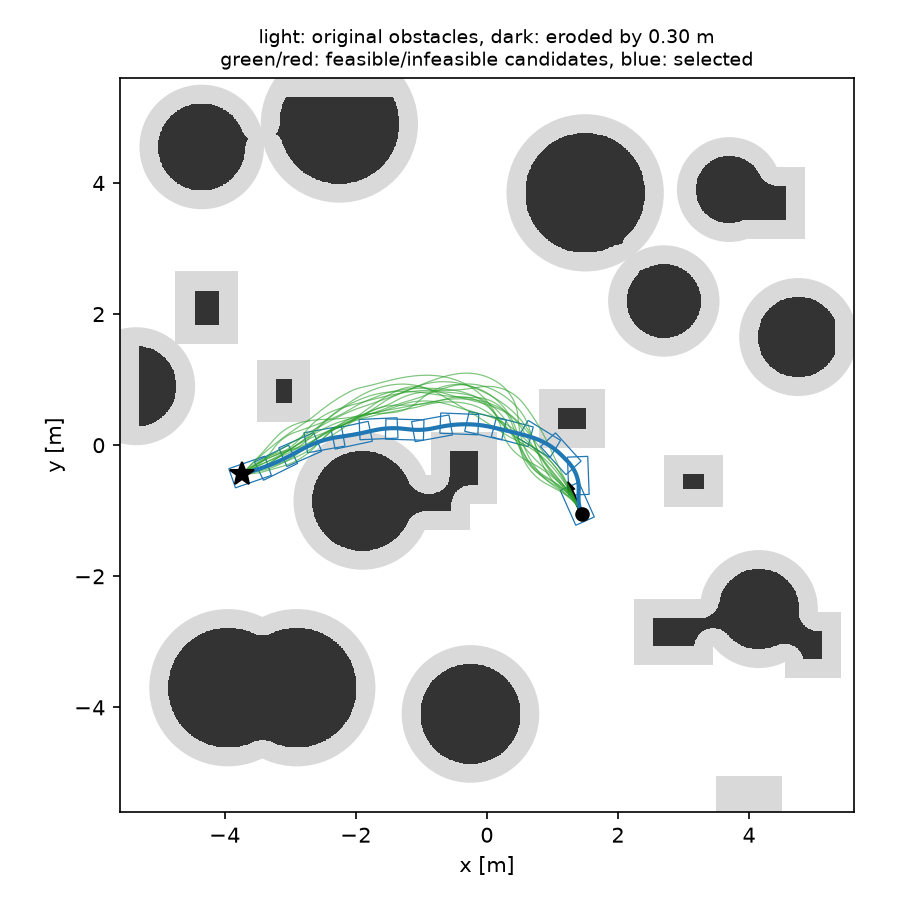 light: original obstacles, dark: eroded by 0.30 m
green/red: feasible/infeasible candidates, blue: selected
4
2
0
−2
−4
y [m]
−4
−2
0
2
4
x [m]